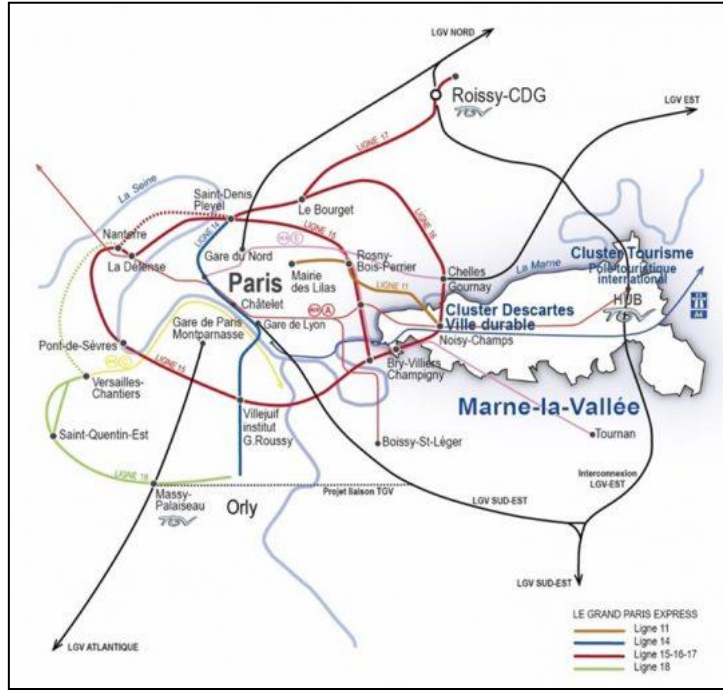 LGV NORD
Roissy-CDG
TGV
LGV EST
LIGNE 17
La Seine
Saint-Denis
Pleyel
Le Bourget
LIGNE 14
LIGNE 15
LIGNE 16
Nanterre
La Défense
Gare du Nord
RER E
Rosny-
Bois-Perrier
Paris
Mairie
des Lilas
LIGNE 11
Chelles
Gournay
La Marne
Cluster Tourisme
Pôle touristique
international
HUB
TGV
A4
Châtelet
RER A
Cluster Descartes
Ville durable
Noisy-Champs
Gare de Paris
Montparnasse
Gare de Lyon
Pont-de-Sèvres
RER C
LIGNE 15
Bry-Villiers
Champigny
Versailles-
Chantiers
Marne-la-Vallée
Villejuif
institut
G.Roussy
Saint-Quentin-Est
Boissy-St-Léger
Tournan
LIGNE 18
Massy-
Palaiseau
TGV
Orly
Projet liaison TGV
Interconnexion
LGV-EST
LGV SUD-EST
LGV SUD-EST
LGV ATLANTIQUE
LE GRAND PARIS EXPRESS
Ligne 11
Ligne 14
Ligne 15-16-17
Ligne 18